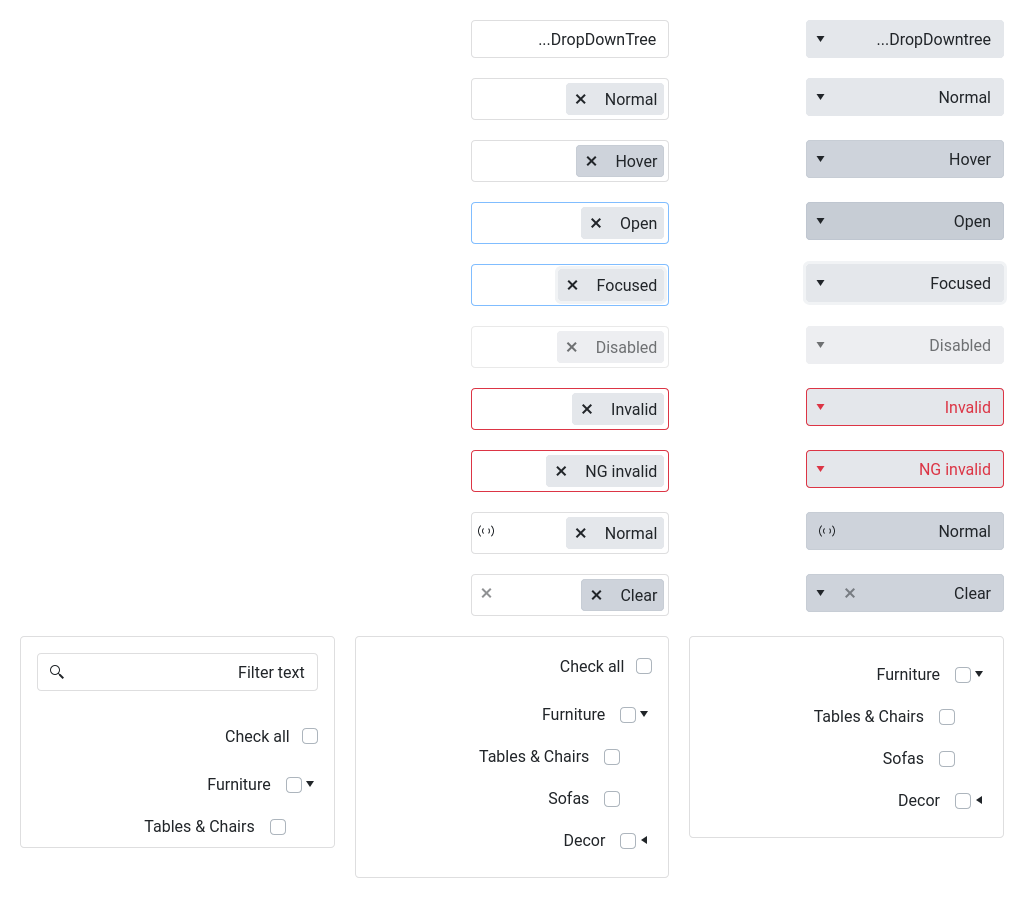 ...DropDownTree
...DropDowntree
Normal
Normal
Hover
Hover
Open
Open
Focused
Focused
Disabled
Disabled
Invalid
Invalid
NG invalid
NG invalid
Normal
Normal
Clear
Clear
Filter text
Check all
Furniture
Tables & Chairs
Check all
Furniture
Tables & Chairs
Sofas
Decor
Furniture
Tables & Chairs
Sofas
Decor